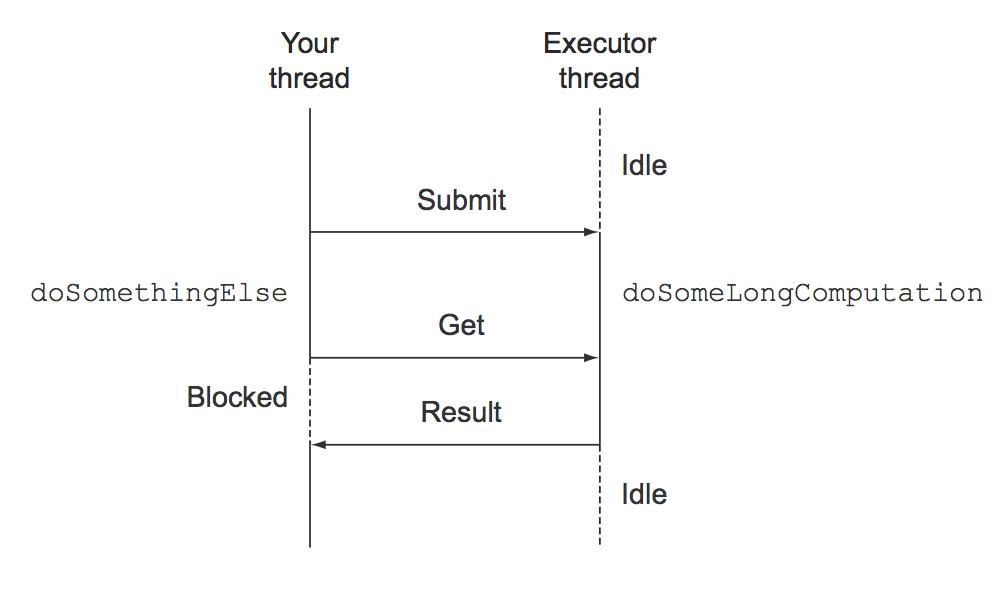 Your
thread
Executor
thread
Idle
Submit
doSomethingElse
doSomeLongComputation
Get
Blocked
Result
Idle